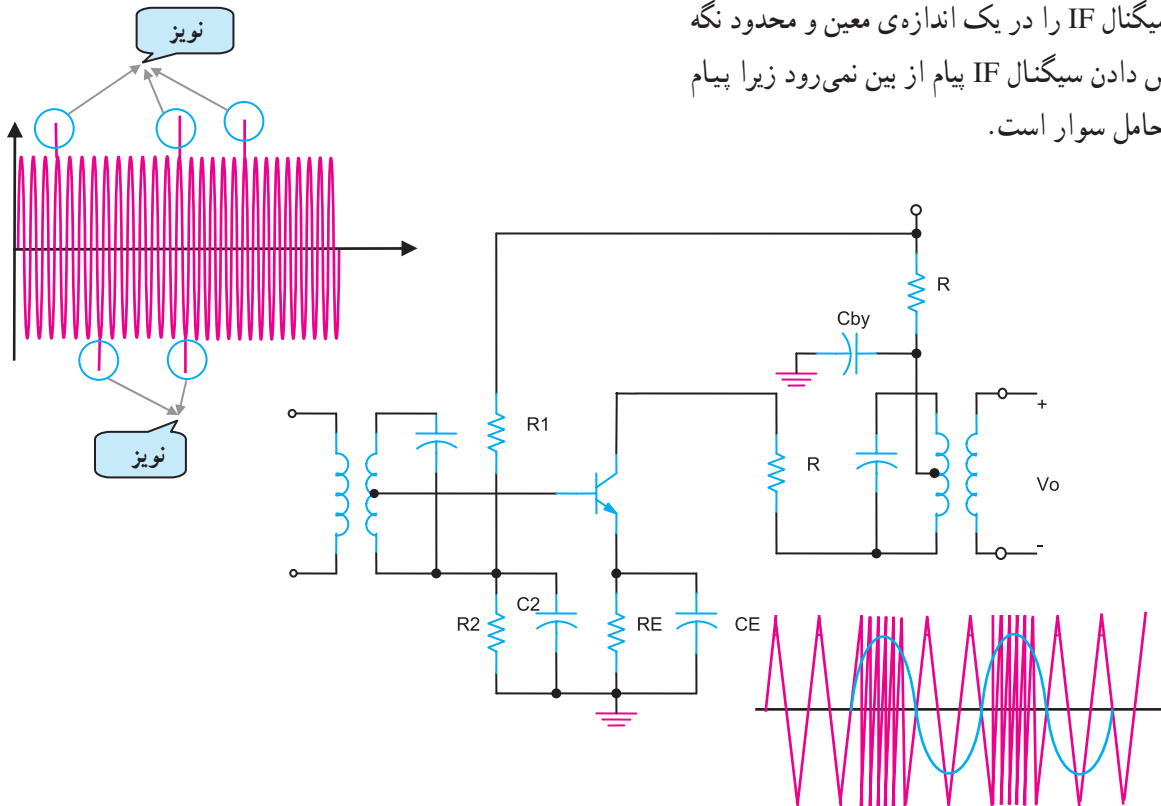 سیگنال IF را در یک اندازه‌ی معین و محدود نگه
دادن سیگنال IF پیام از بین نمی‌رود زیرا پیام
حامل سوار است.
نویز
نویز
R
Cby
R1
R
+
Vo
-
R2
C2
RE
CE